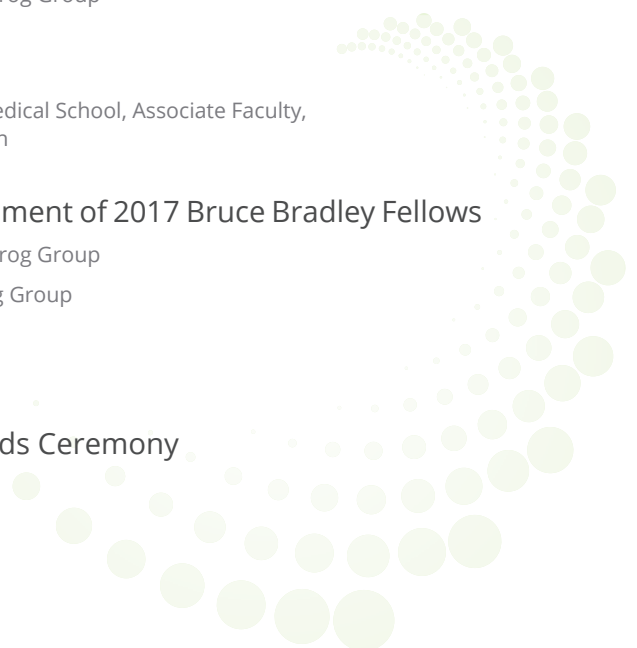 rog Group
edical School, Associate Faculty,
n
ment of 2017 Bruce Bradley Fellows
rog Group
g Group
ds Ceremony